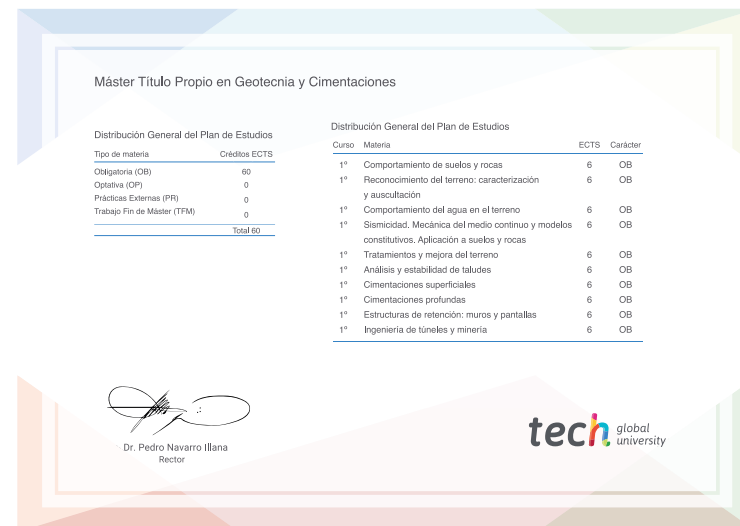 Máster Título Propio en Geotecnia y Cimentaciones
Distribución General del Plan de Estudios
Tipo de materia Créditos ECTS
Obligatoria (OB) 60
Optativa (OP) 0
Prácticas Externas (PR) 0
Trabajo Fin de Máster (TFM) 0
Total 60
Distribución General del Plan de Estudios
Curso Materia ECTS Carácter
1º Comportamiento de suelos y rocas 6 OB
1º Reconocimiento del terreno: caracterización 6 OB
y auscultación
1º Comportamiento del agua en el terreno 6 OB
1º Sismicidad. Mecánica del medio continuo y modelos 6 OB
constitutivos. Aplicación a suelos y rocas
1º Tratamientos y mejora del terreno 6 OB
1º Análisis y estabilidad de taludes 6 OB
1º Cimentaciones superficiales 6 OB
1º Cimentaciones profundas 6 OB
1º Estructuras de retención: muros y pantallas 6 OB
1º Ingeniería de túneles y minería 6 OB
Dr. Pedro Navarro Illana
Rector
tech global
university